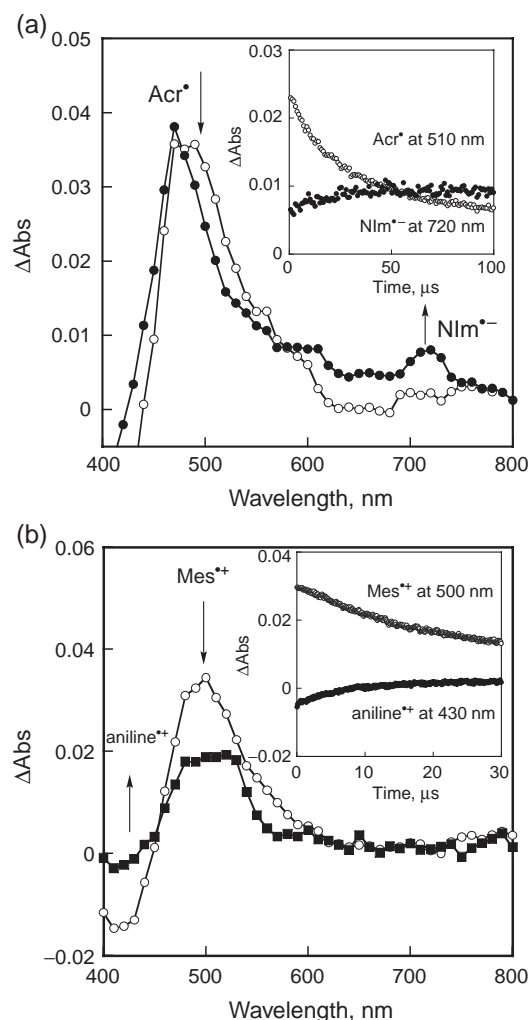 (a)
0.05
0.04
0.03
0.02
0.01
0
ΔAbs
400 500 600 700 800
Wavelength, nm
Acr•
NIm•−
0.03
0.02
0.01
0
ΔAbs
0 50 100
Time, μs
Acr• at 510 nm
NIm•− at 720 nm
(b)
0.06
0.04
0.02
0
−0.02
ΔAbs
400 500 600 700 800
Wavelength, nm
Mes•+
aniline•+
0.04
0.02
0
−0.02
ΔAbs
0 10 20 30
Time, μs
Mes•+ at 500 nm
aniline•+ at 430 nm